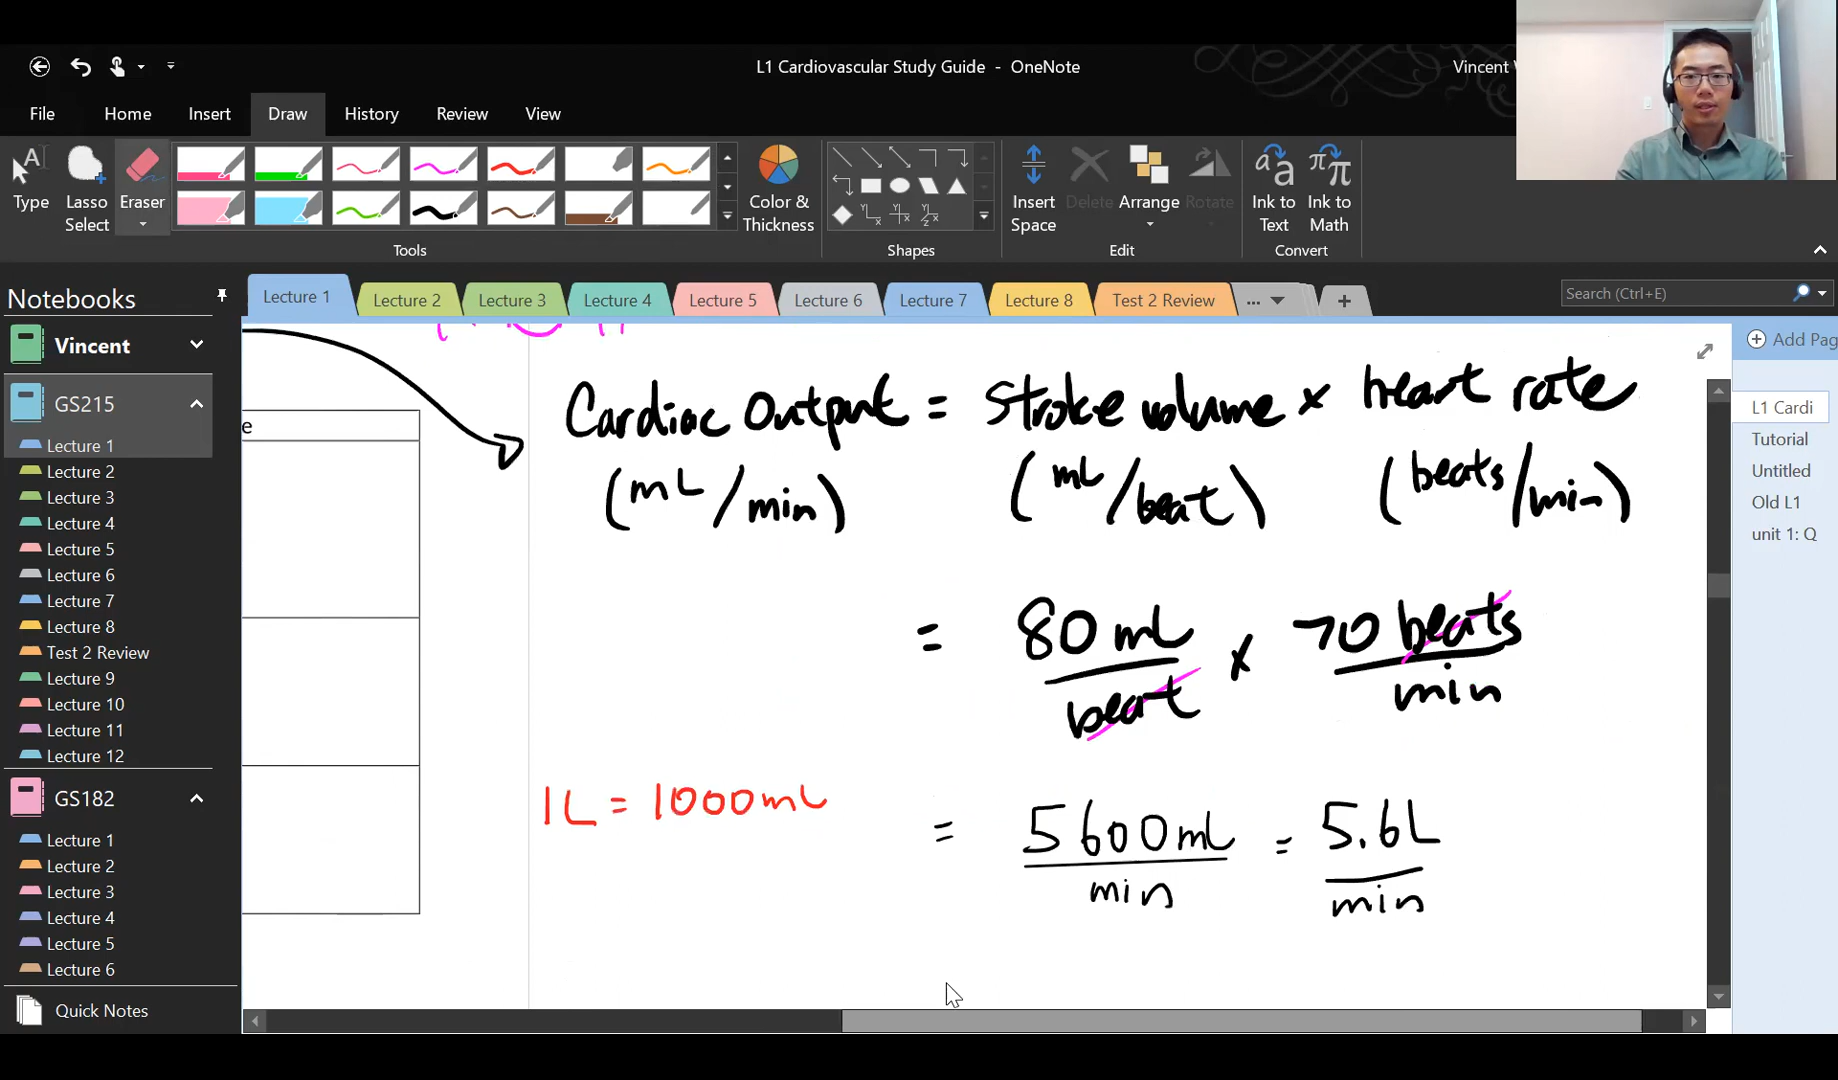 L1 Cardiovascular Study Guide - OneNote
Vincent
File Home Insert Draw History Review View
Type
Lasso Select
Eraser
Color & Thickness
Insert Space
Delete
Arrange
Rotate
Ink to Text
Ink to Math
Tools
Shapes
Edit
Convert
Notebooks
Lecture 1 Lecture 2 Lecture 3 Lecture 4 Lecture 5 Lecture 6 Lecture 7 Lecture 8 Test 2 Review ...
Search (Ctrl+E)
Vincent
GS215
Lecture 1
Lecture 2
Lecture 3
Lecture 4
Lecture 5
Lecture 6
Lecture 7
Lecture 8
Test 2 Review
Lecture 9
Lecture 10
Lecture 11
Lecture 12
GS182
Lecture 1
Lecture 2
Lecture 3
Lecture 4
Lecture 5
Lecture 6
Quick Notes
e
Cardiac Output = Stroke volume × heart rate
(mL/min) (mL/beat) (beats/min)
= 80 mL/beat × 70 beats/min
1L = 1000mL
= 5600mL/min = 5.6L/min
Add Pag
L1 Cardi
Tutorial
Untitled
Old L1
unit 1: Q